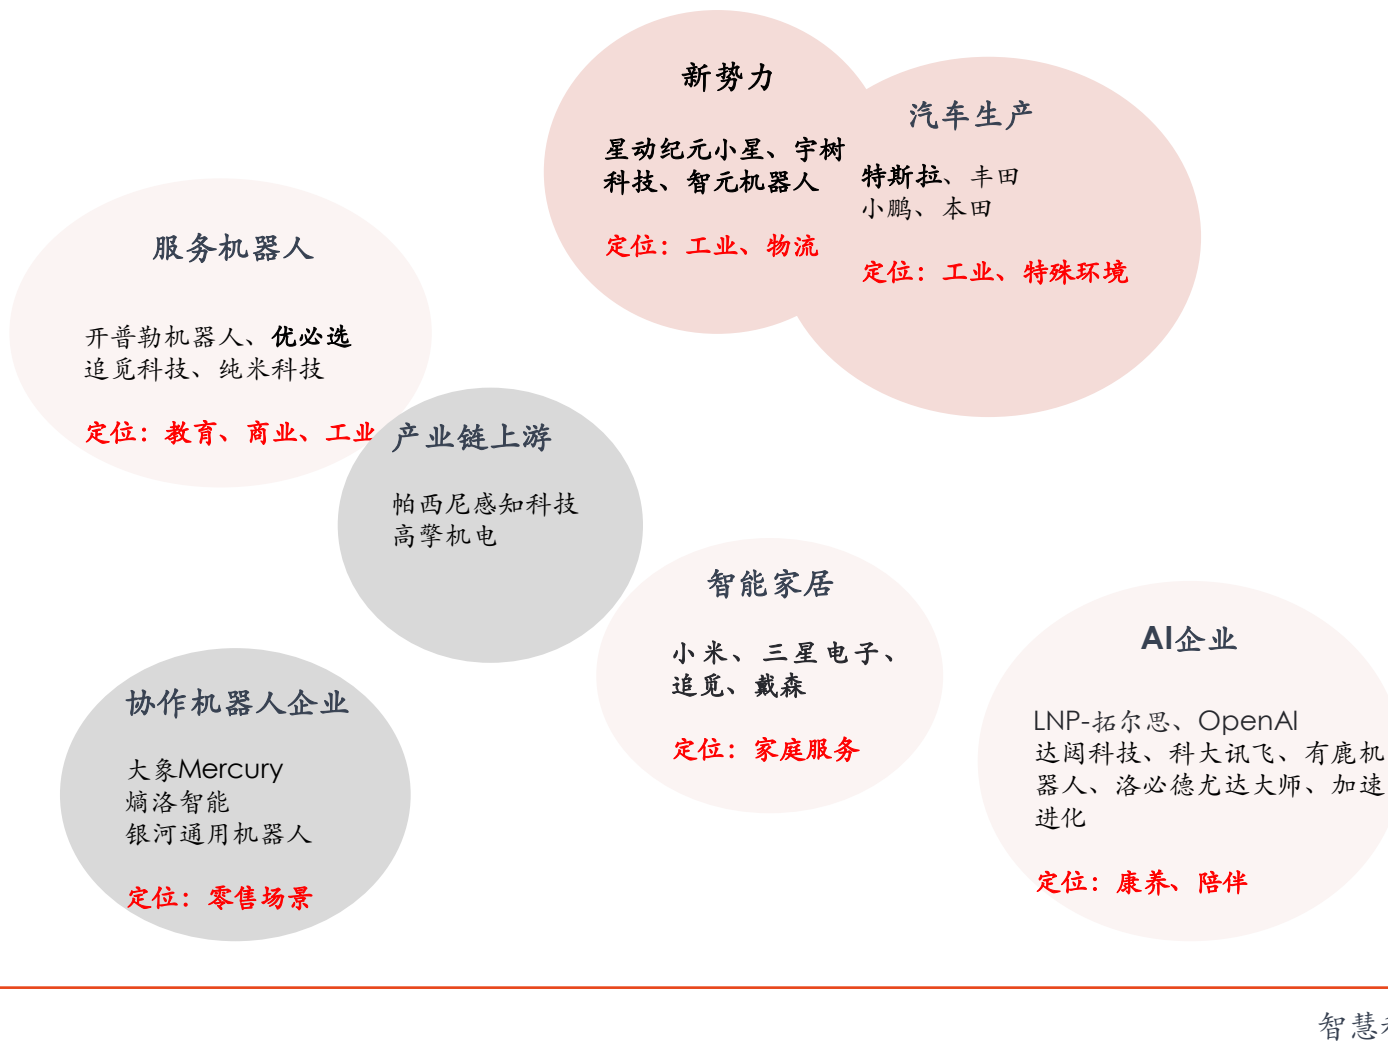 新势力
星动纪元小星、宇树
科技、智元机器人
定位：工业、物流
汽车生产
特斯拉、丰田
小鹏、本田
定位：工业、特殊环境
服务机器人
开普勒机器人、优必选
追觅科技、纯米科技
定位：教育、商业、工业
产业链上游
帕西尼感知科技
高擎机电
智能家居
小米、三星电子、
追觅、戴森
定位：家庭服务
AI企业
LNP-拓尔思、OpenAI
达闼科技、科大讯飞、有鹿机
器人、洛必德尤达大师、加速
进化
定位：康养、陪伴
协作机器人企业
大象Mercury
熵洛智能
银河通用机器人
定位：零售场景
智慧